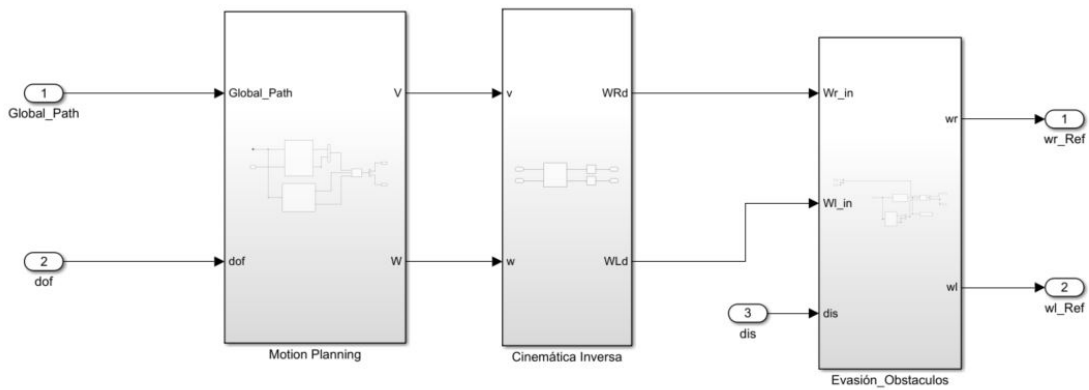 1
Global_Path
2
dof
Global_Path
V
dof
W
Motion Planning
v
WRd
w
WLd
Cinemática Inversa
3
dis
Wr_in
wr
Wl_in
dis
wl
Evasión_Obstaculos
1
wr_Ref
2
wl_Ref